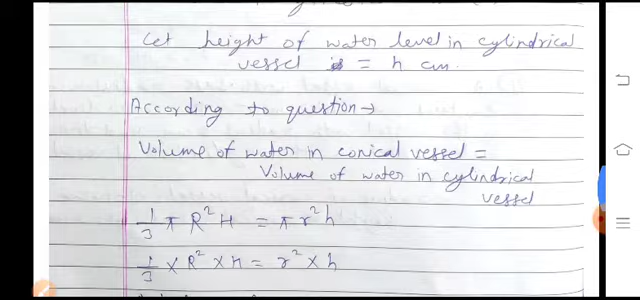 Let height of water level in cylindrical
vessel is = h cm.
According to question →
Volume of water in conical vessel =
Volume of water in cylindrical
vessel
1/3 π R² H = π r² h
1/3 × R² × H = r² × h